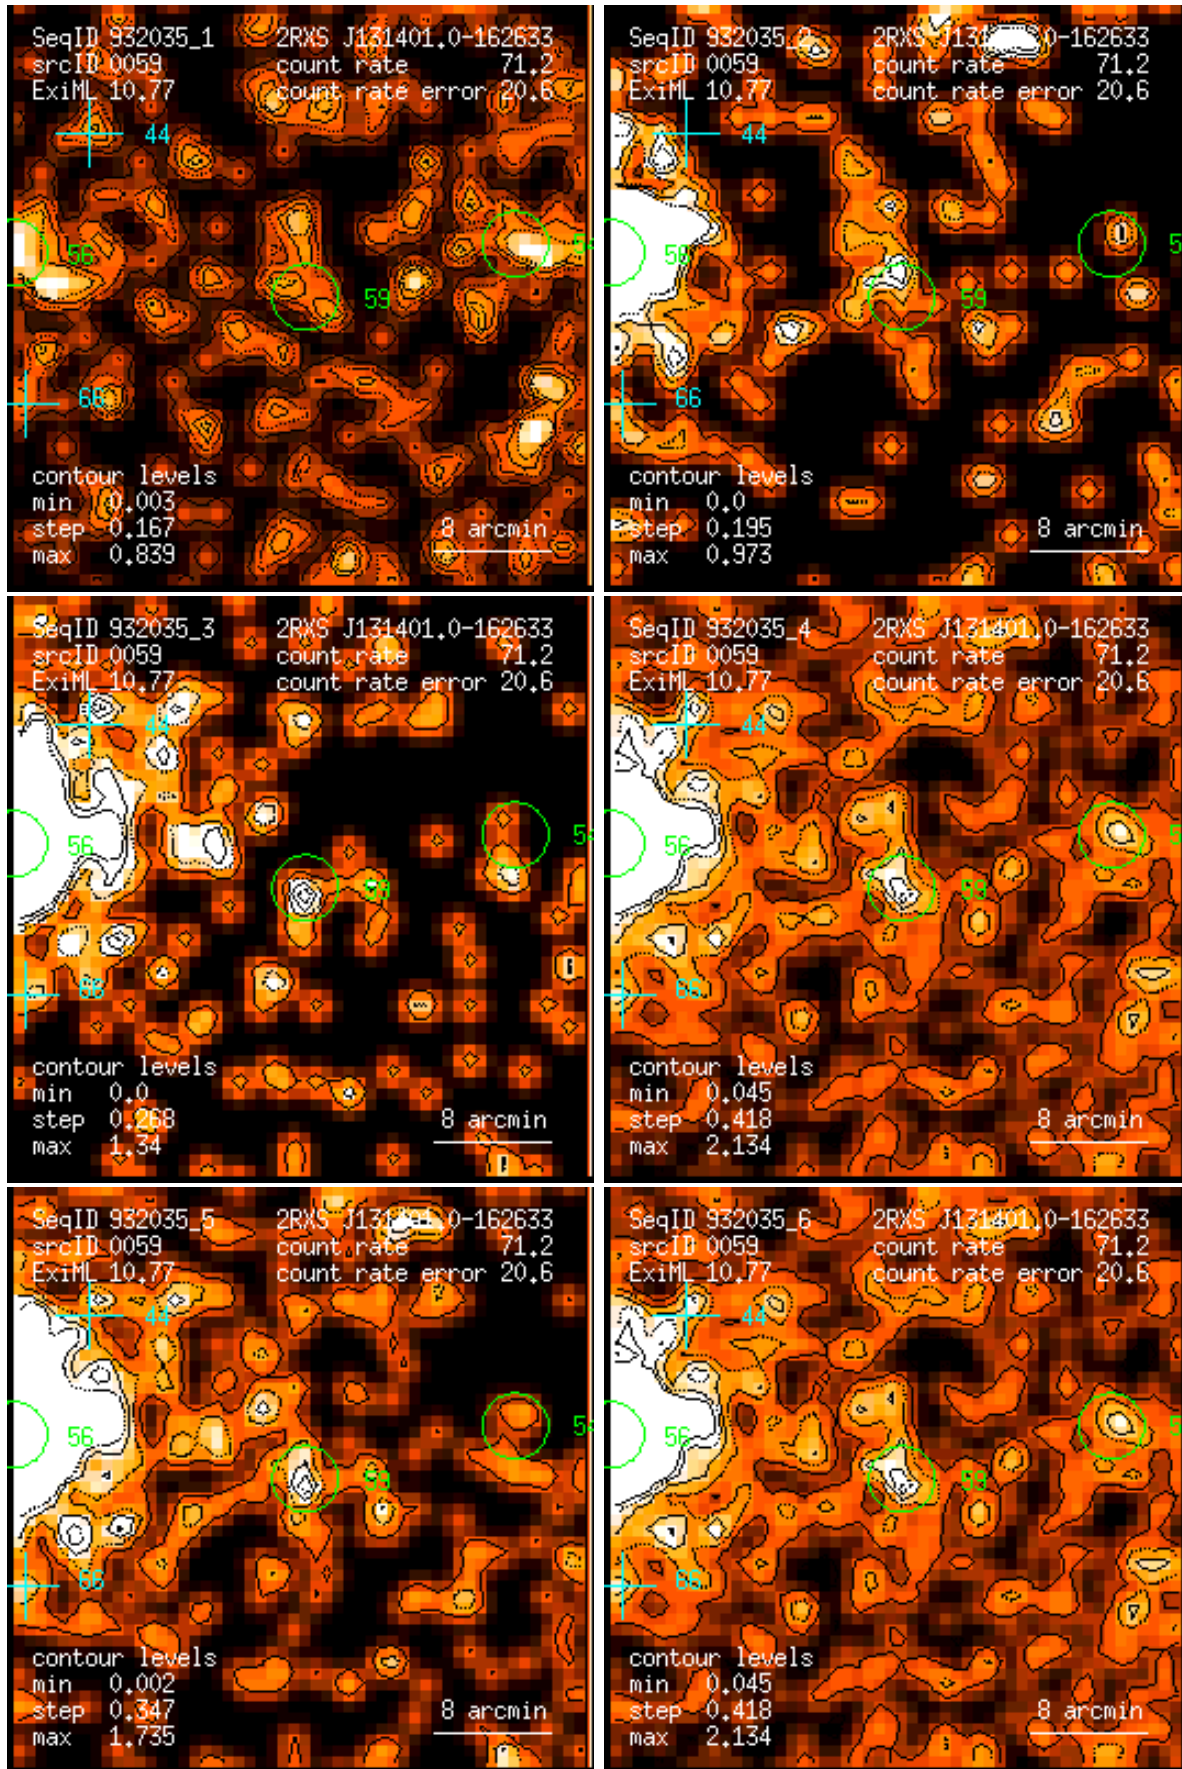 SeqID 932035_1 2RXS J131401.0-162633
srcID 0059 count rate 71.2
ExiML 10.77 count rate error 20.6
44
56
59
66
contour levels
min 0.003
step 0.167
max 0.839
8 arcmin
SeqID 932035_2 2RXS J131401.0-162633
srcID 0059 count rate 71.2
ExiML 10.77 count rate error 20.6
44
56
59
66
contour levels
min 0.0
step 0.195
max 0.973
8 arcmin
SeqID 932035_3 2RXS J131401.0-162633
srcID 0059 count rate 71.2
ExiML 10.77 count rate error 20.6
44
56
59
66
contour levels
min 0.0
step 0.268
max 1.34
8 arcmin
SeqID 932035_4 2RXS J131401.0-162633
srcID 0059 count rate 71.2
ExiML 10.77 count rate error 20.6
44
56
59
66
contour levels
min 0.045
step 0.418
max 2.134
8 arcmin
SeqID 932035_5 2RXS J131401.0-162633
srcID 0059 count rate 71.2
ExiML 10.77 count rate error 20.6
44
56
59
66
contour levels
min 0.002
step 0.347
max 1.735
8 arcmin
SeqID 932035_6 2RXS J131401.0-162633
srcID 0059 count rate 71.2
ExiML 10.77 count rate error 20.6
44
56
59
66
contour levels
min 0.045
step 0.418
max 2.134
8 arcmin